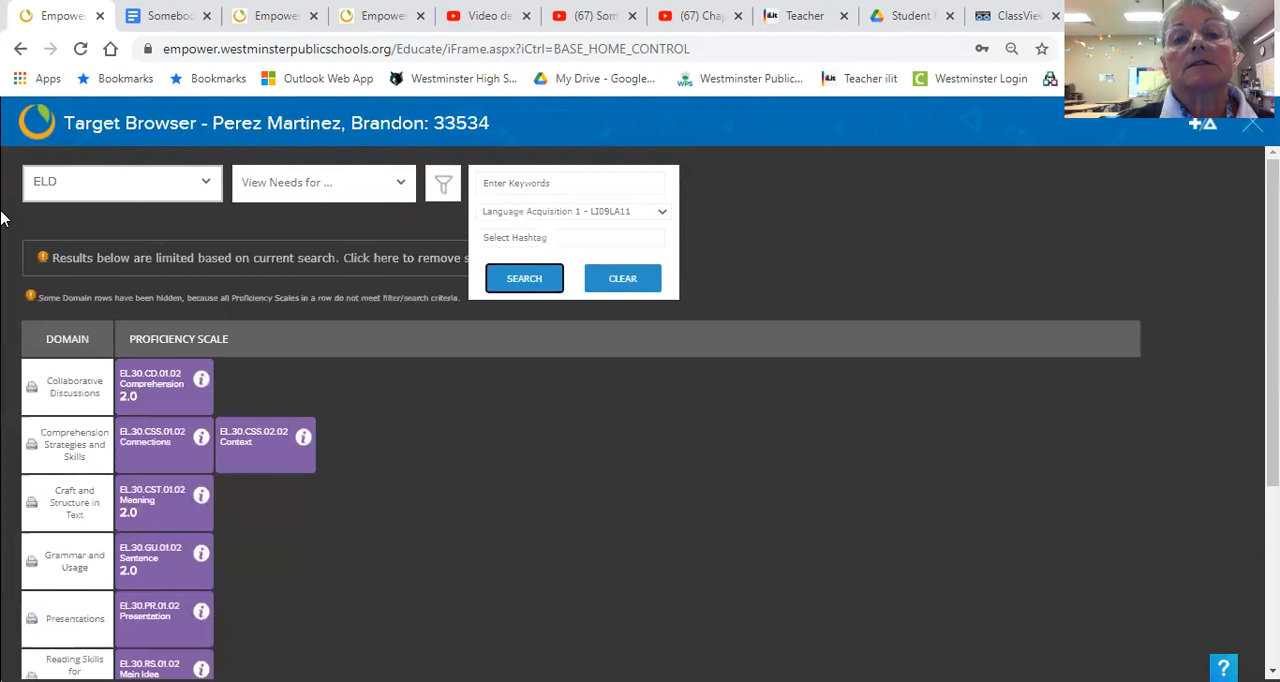 Empower
Somebod
Empowe
Empowe
Video de
(67) Som
(67) Cha
Teacher
Student
ClassView
empower.westminsterpublicschools.org/Educate/iFrame.aspx?iCtrl=BASE_HOME_CONTROL
Apps
Bookmarks
Bookmarks
Outlook Web App
Westminster High S...
My Drive - Google...
WPS
Westminster Public...
iLit
Teacher ilit
Westminster Login
Target Browser - Perez Martinez, Brandon: 33534
ELD
View Needs for ...
Enter Keywords
Language Acquisition 1 - LI09LA11
Select Hashtag
SEARCH
CLEAR
Results below are limited based on current search. Click here to remove s
Some Domain rows have been hidden, because all Proficiency Scales in a row do not meet filter/search criteria.
DOMAIN
PROFICIENCY SCALE
Collaborative
Discussions
EL.30.CD.01.02
Comprehension
2.0
Comprehension
Strategies and
Skills
EL.30.CSS.01.02
Connections
EL.30.CSS.02.02
Context
Craft and
Structure in
Text
EL.30.CST.01.02
Meaning
2.0
Grammar and
Usage
EL.30.GU.01.02
Sentence
2.0
Presentations
EL.30.PR.01.02
Presentation
Reading Skills
for
EL.30.RS.01.02
Main Idea
?